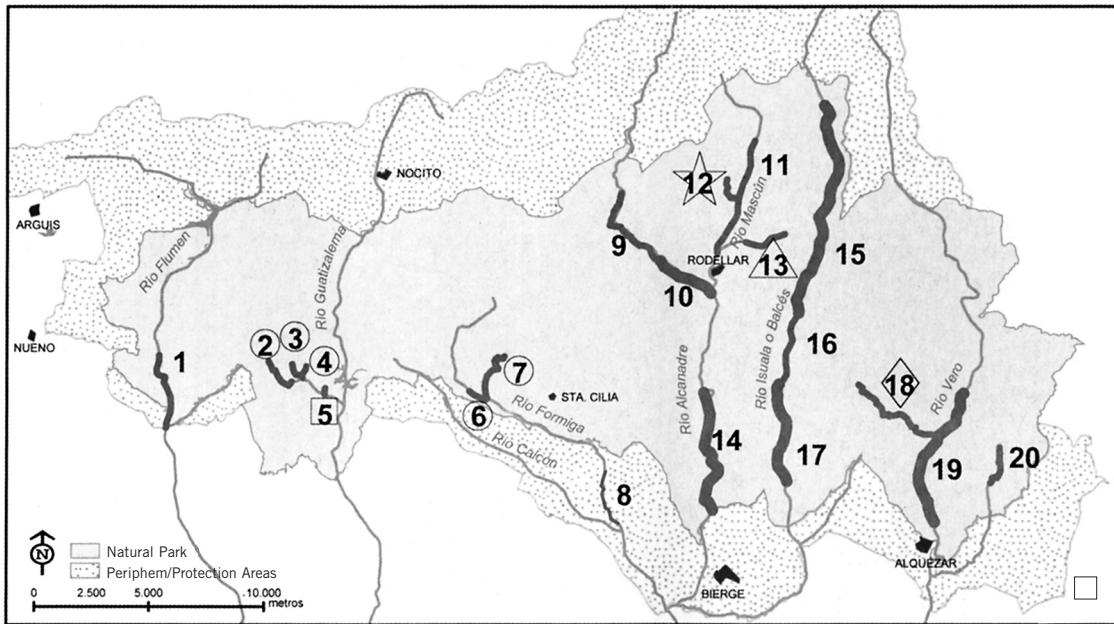 NOCITO
ARGUIS
NUENO
Río Flumen
Río Guatizalema
1
2
3
4
5
6
7
Río Formiga
STA. CILIA
Río Calcón
8
9
10
11
12
Río Mascún
RODELLAR
13
Río Alcanadre
14
Río Isuala o Balcés
15
16
17
18
Río Vero
19
20
ALQUÉZAR
BIERGE
N
Natural Park
Periphem/Protection Areas
0 2.500 5.000 10.000
metros